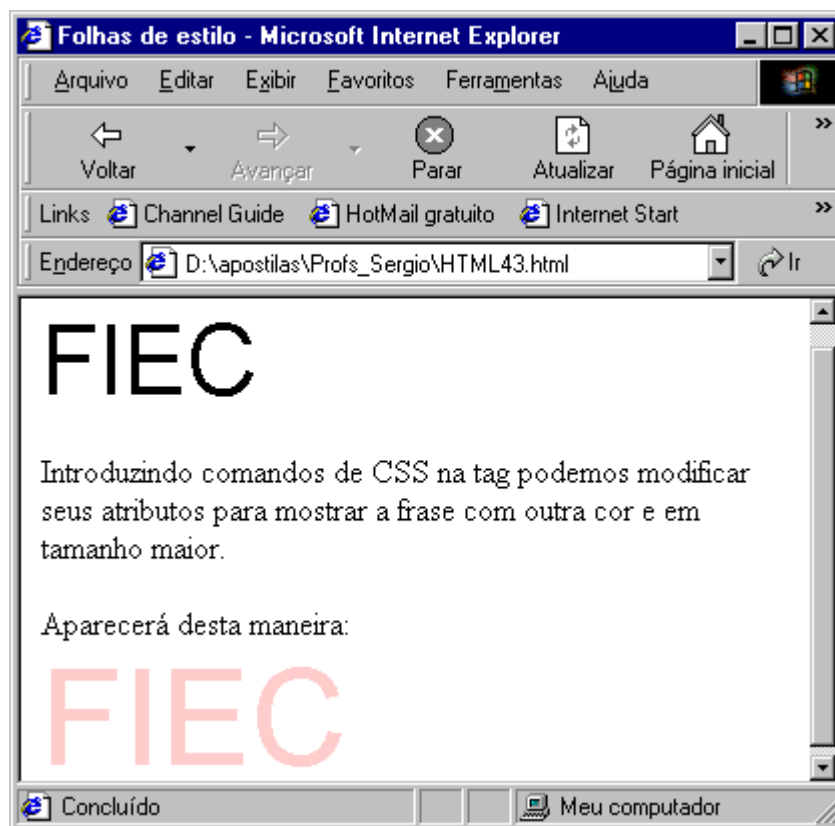 Folhas de estilo - Microsoft Internet Explorer
Arquivo Editar Exibir Favoritos Ferramentas Ajuda
Voltar Avançar Parar Atualizar Página inicial »
Links Channel Guide HotMail gratuito Internet Start »
Endereço D:\apostilas\Profs_Sergio\HTML43.html Ir
FIEC
Introduzindo comandos de CSS na tag podemos modificar
seus atributos para mostrar a frase com outra cor e em
tamanho maior.
Aparecerá desta maneira:
FIEC
Concluído Meu computador